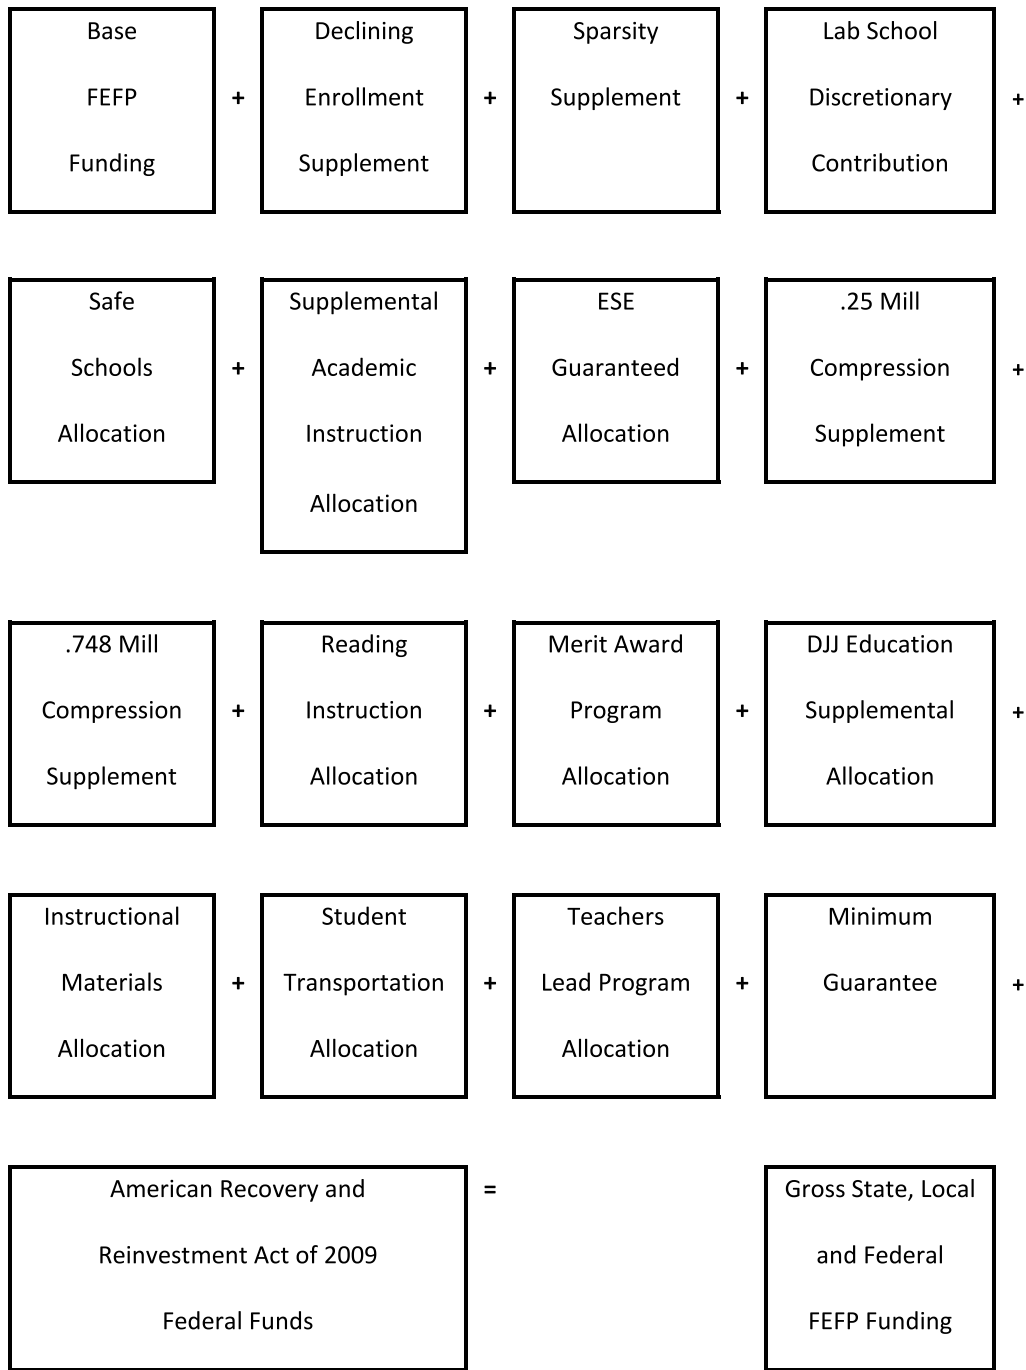 Base
FEFP
Funding
+
Declining
Enrollment
Supplement
+
Sparsity
Supplement
+
Lab School
Discretionary
Contribution
+
Safe
Schools
Allocation
+
Supplemental
Academic
Instruction
Allocation
+
ESE
Guaranteed
Allocation
+
.25 Mill
Compression
Supplement
+
.748 Mill
Compression
Supplement
+
Reading
Instruction
Allocation
+
Merit Award
Program
Allocation
+
DJJ Education
Supplemental
Allocation
+
Instructional
Materials
Allocation
+
Student
Transportation
Allocation
+
Teachers
Lead Program
Allocation
+
Minimum
Guarantee
+
American Recovery and
Reinvestment Act of 2009
Federal Funds
=
Gross State, Local
and Federal
FEFP Funding